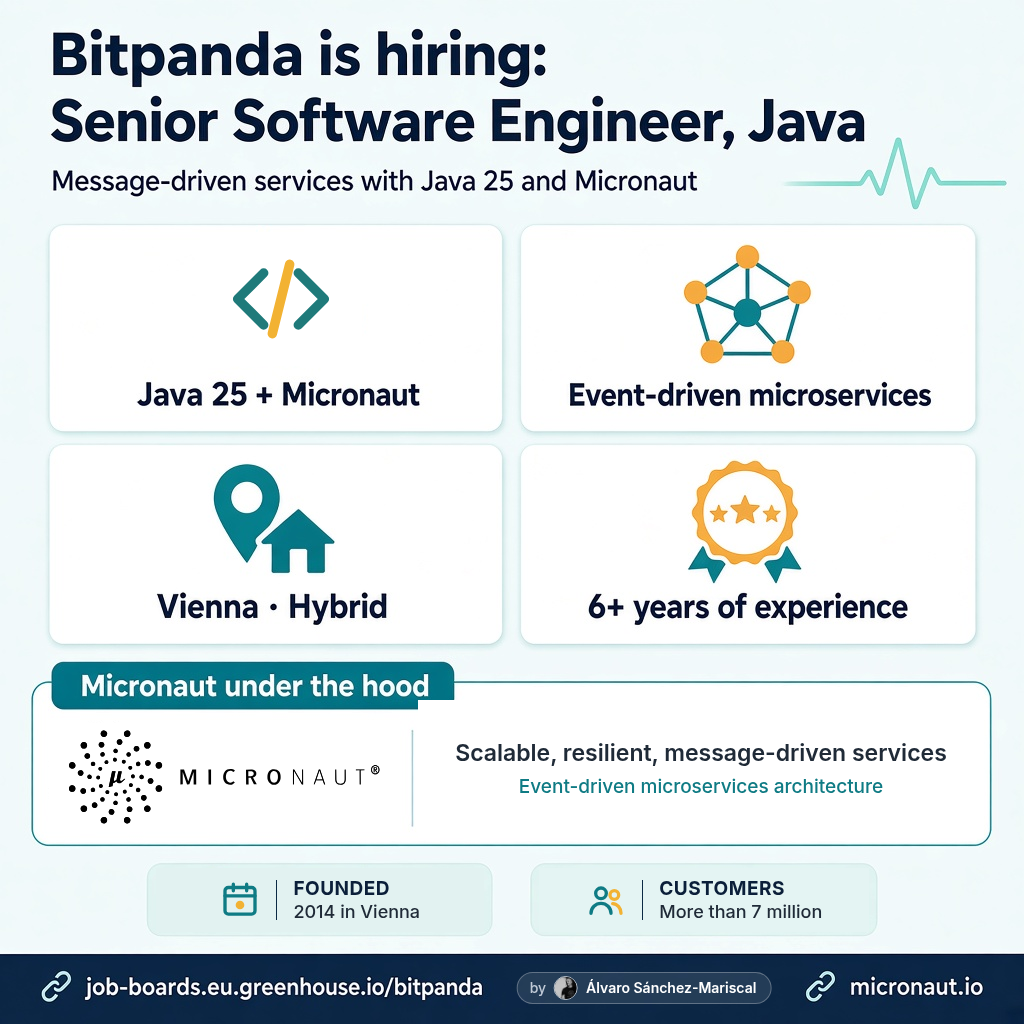 Bitpanda is hiring:
Senior Software Engineer, Java
Message-driven services with Java 25 and Micronaut
Java 25 + Micronaut
Event-driven microservices
Vienna · Hybrid
6+ years of experience
Micronaut under the hood
µ MICRONAUT®
Scalable, resilient, message-driven services
Event-driven microservices architecture
FOUNDED
2014 in Vienna
CUSTOMERS
More than 7 million
job-boards.eu.greenhouse.io/bitpanda
by Álvaro Sánchez-Mariscal
micronaut.io